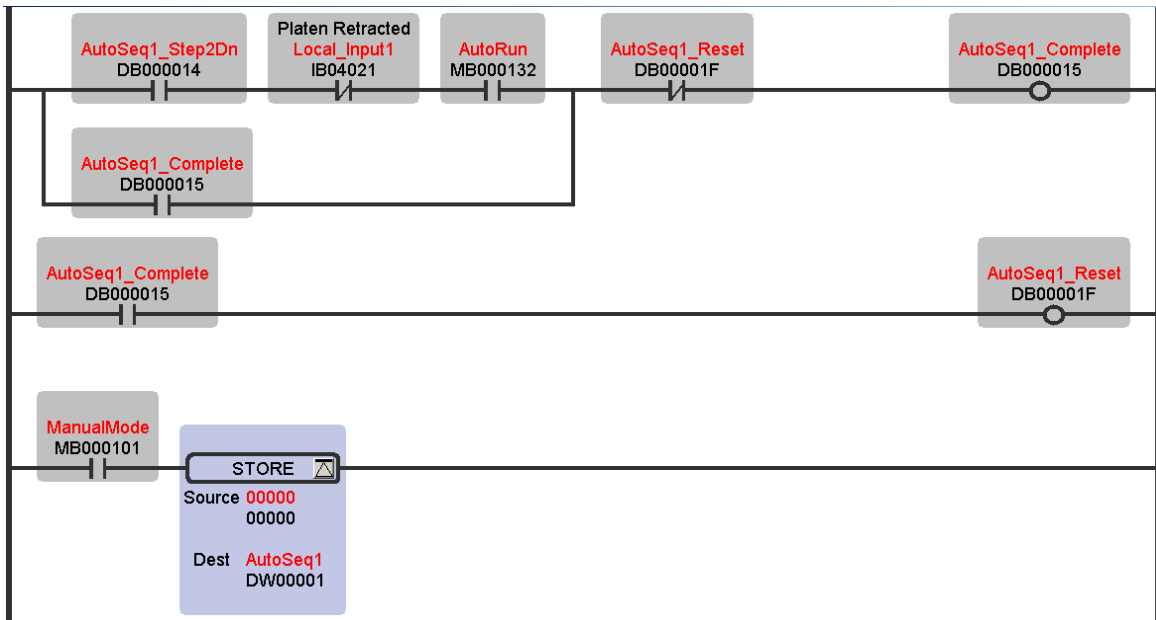 AutoSeq1_Step2Dn
DB000014
Platen Retracted
Local_Input1
IB04021
AutoRun
MB000132
AutoSeq1_Reset
DB00001F
AutoSeq1_Complete
DB000015
AutoSeq1_Complete
DB000015
AutoSeq1_Complete
DB000015
AutoSeq1_Reset
DB00001F
ManualMode
MB000101
STORE
Source 00000
00000
Dest AutoSeq1
DW00001